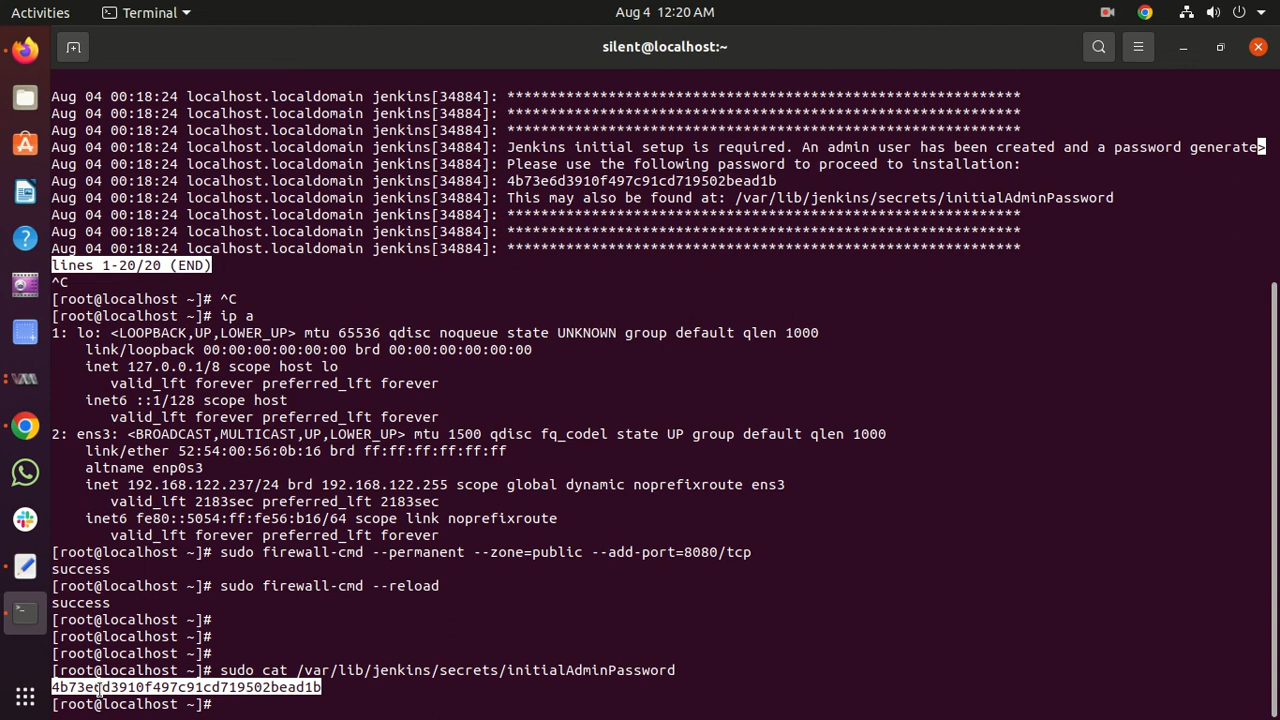 Activities Terminal Aug 4 12:20 AM
silent@localhost:~
Aug 04 00:18:24 localhost.localdomain jenkins[34884]: *************************************************************
Aug 04 00:18:24 localhost.localdomain jenkins[34884]: *************************************************************
Aug 04 00:18:24 localhost.localdomain jenkins[34884]: *************************************************************
Aug 04 00:18:24 localhost.localdomain jenkins[34884]: Jenkins initial setup is required. An admin user has been created and a password generate>
Aug 04 00:18:24 localhost.localdomain jenkins[34884]: Please use the following password to proceed to installation:
Aug 04 00:18:24 localhost.localdomain jenkins[34884]: 4b73e6d3910f497c91cd719502bead1b
Aug 04 00:18:24 localhost.localdomain jenkins[34884]: This may also be found at: /var/lib/jenkins/secrets/initialAdminPassword
Aug 04 00:18:24 localhost.localdomain jenkins[34884]: *************************************************************
Aug 04 00:18:24 localhost.localdomain jenkins[34884]: *************************************************************
Aug 04 00:18:24 localhost.localdomain jenkins[34884]: *************************************************************
lines 1-20/20 (END)
^C
[root@localhost ~]# ^C
[root@localhost ~]# ip a
1: lo: <LOOPBACK,UP,LOWER_UP> mtu 65536 qdisc noqueue state UNKNOWN group default qlen 1000
    link/loopback 00:00:00:00:00:00 brd 00:00:00:00:00:00
    inet 127.0.0.1/8 scope host lo
       valid_lft forever preferred_lft forever
    inet6 ::1/128 scope host
       valid_lft forever preferred_lft forever
2: ens3: <BROADCAST,MULTICAST,UP,LOWER_UP> mtu 1500 qdisc fq_codel state UP group default qlen 1000
    link/ether 52:54:00:56:0b:16 brd ff:ff:ff:ff:ff:ff
    altname enp0s3
    inet 192.168.122.237/24 brd 192.168.122.255 scope global dynamic noprefixroute ens3
       valid_lft 2183sec preferred_lft 2183sec
    inet6 fe80::5054:ff:fe56:b16/64 scope link noprefixroute
       valid_lft forever preferred_lft forever
[root@localhost ~]# sudo firewall-cmd --permanent --zone=public --add-port=8080/tcp
success
[root@localhost ~]# sudo firewall-cmd --reload
success
[root@localhost ~]#
[root@localhost ~]#
[root@localhost ~]#
[root@localhost ~]# sudo cat /var/lib/jenkins/secrets/initialAdminPassword
4b73e6d3910f497c91cd719502bead1b
[root@localhost ~]#